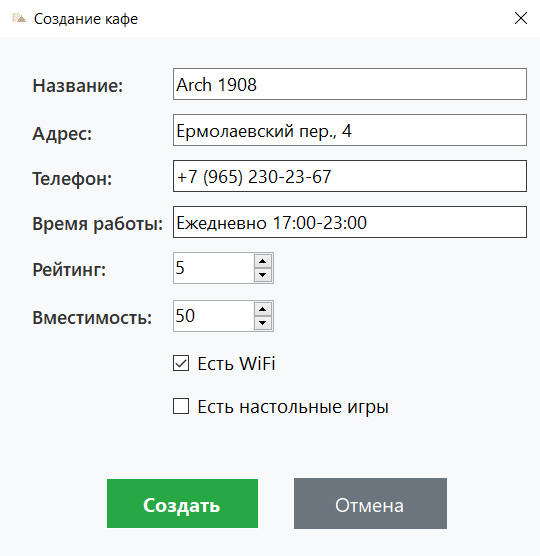 Создание кафе
Название: Arch 1908
Адрес: Ермолаевский пер., 4
Телефон: +7 (965) 230-23-67
Время работы: Ежедневно 17:00-23:00
Рейтинг: 5
Вместимость: 50
Есть WiFi
Есть настольные игры
Создать Отмена